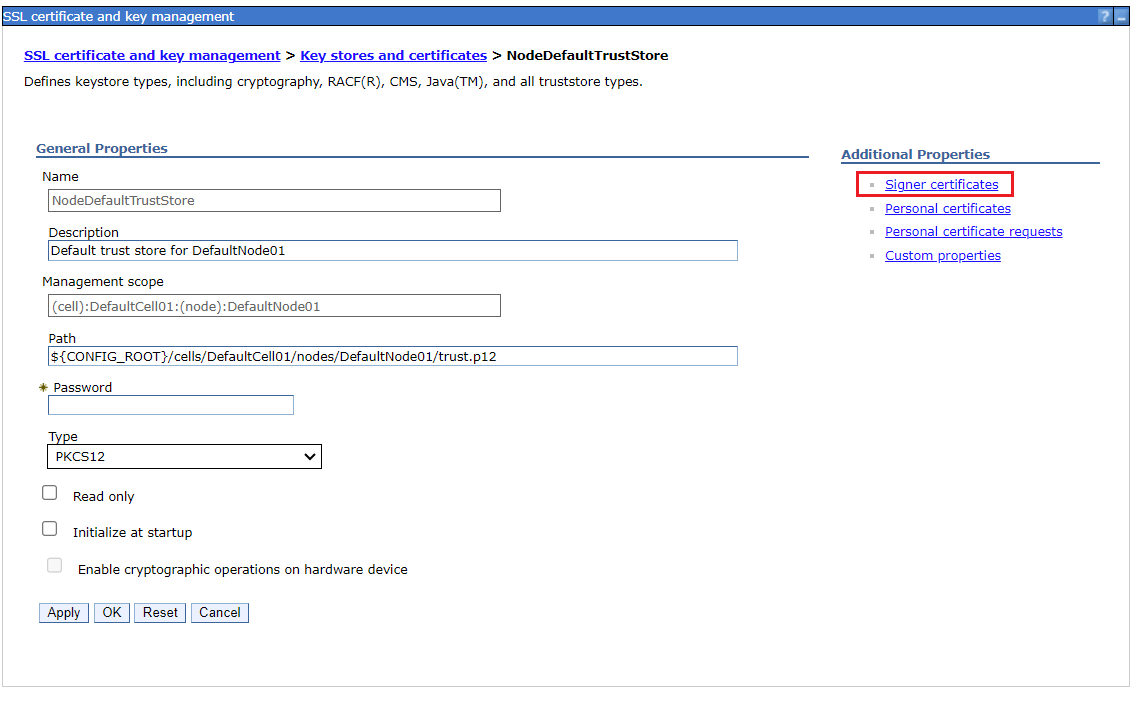 SSL certificate and key management
?
SSL certificate and key management > Key stores and certificates > NodeDefaultTrustStore
Defines keystore types, including cryptography, RACF(R), CMS, Java(TM), and all truststore types.
General Properties
Name
NodeDefaultTrustStore
Description
Default trust store for DefaultNode01
Management scope
(cell):DefaultCell01:(node):DefaultNode01
Path
${CONFIG_ROOT}/cells/DefaultCell01/nodes/DefaultNode01/trust.p12
Password
Type
PKCS12
Read only
Initialize at startup
Enable cryptographic operations on hardware device
Apply OK Reset Cancel
Additional Properties
Signer certificates
Personal certificates
Personal certificate requests
Custom properties